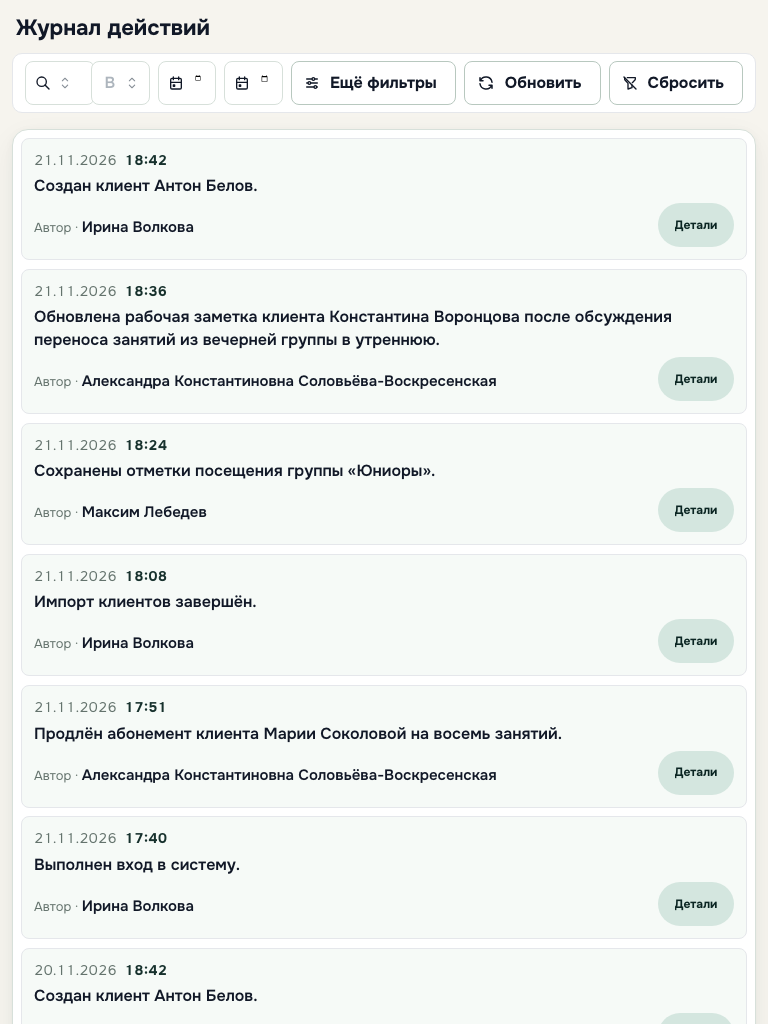 Журнал действий
В
Ещё фильтры
Обновить
Сбросить
21.11.2026 18:42
Создан клиент Антон Белов.
Автор · Ирина Волкова
Детали
21.11.2026 18:36
Обновлена рабочая заметка клиента Константина Воронцова после обсуждения
переноса занятий из вечерней группы в утреннюю.
Автор · Александра Константиновна Соловьёва-Воскресенская
Детали
21.11.2026 18:24
Сохранены отметки посещения группы «Юниоры».
Автор · Максим Лебедев
Детали
21.11.2026 18:08
Импорт клиентов завершён.
Автор · Ирина Волкова
Детали
21.11.2026 17:51
Продлён абонемент клиента Марии Соколовой на восемь занятий.
Автор · Александра Константиновна Соловьёва-Воскресенская
Детали
21.11.2026 17:40
Выполнен вход в систему.
Автор · Ирина Волкова
Детали
20.11.2026 18:42
Создан клиент Антон Белов.